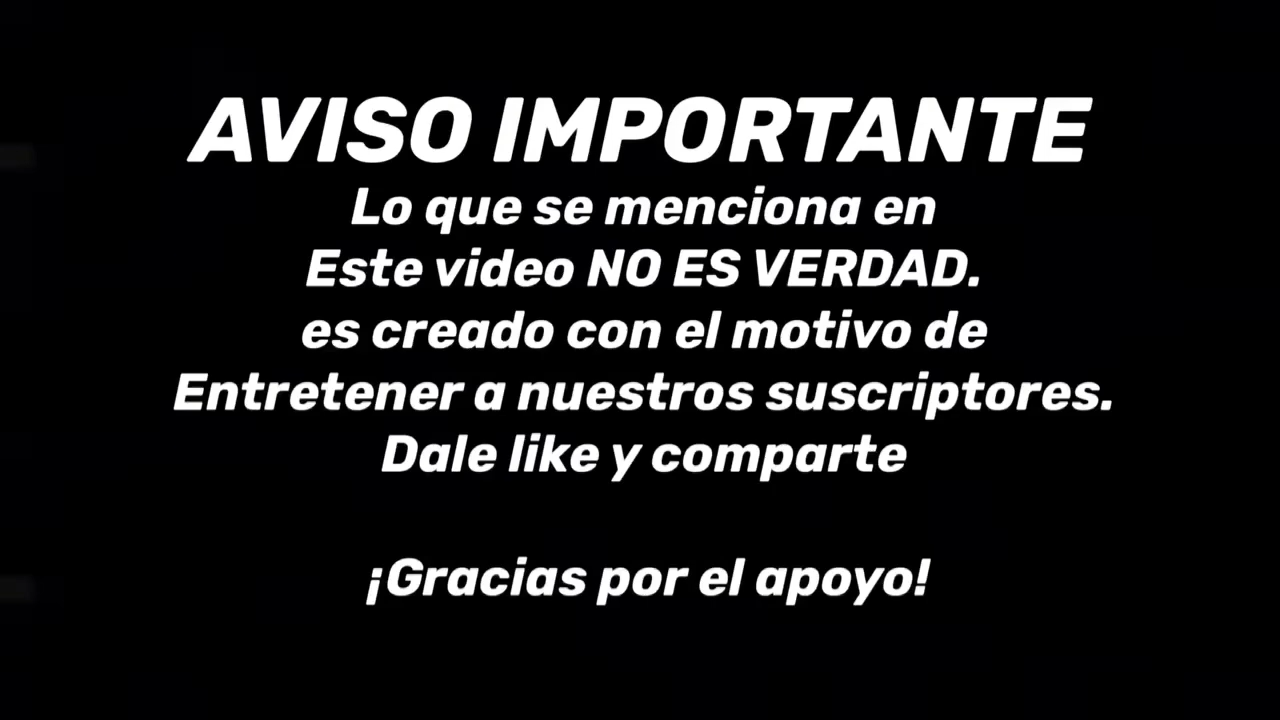 AVISO IMPORTANTE
Lo que se menciona en
Este video NO ES VERDAD.
es creado con el motivo de
Entretener a nuestros suscriptores.
Dale like y comparte
¡Gracias por el apoyo!